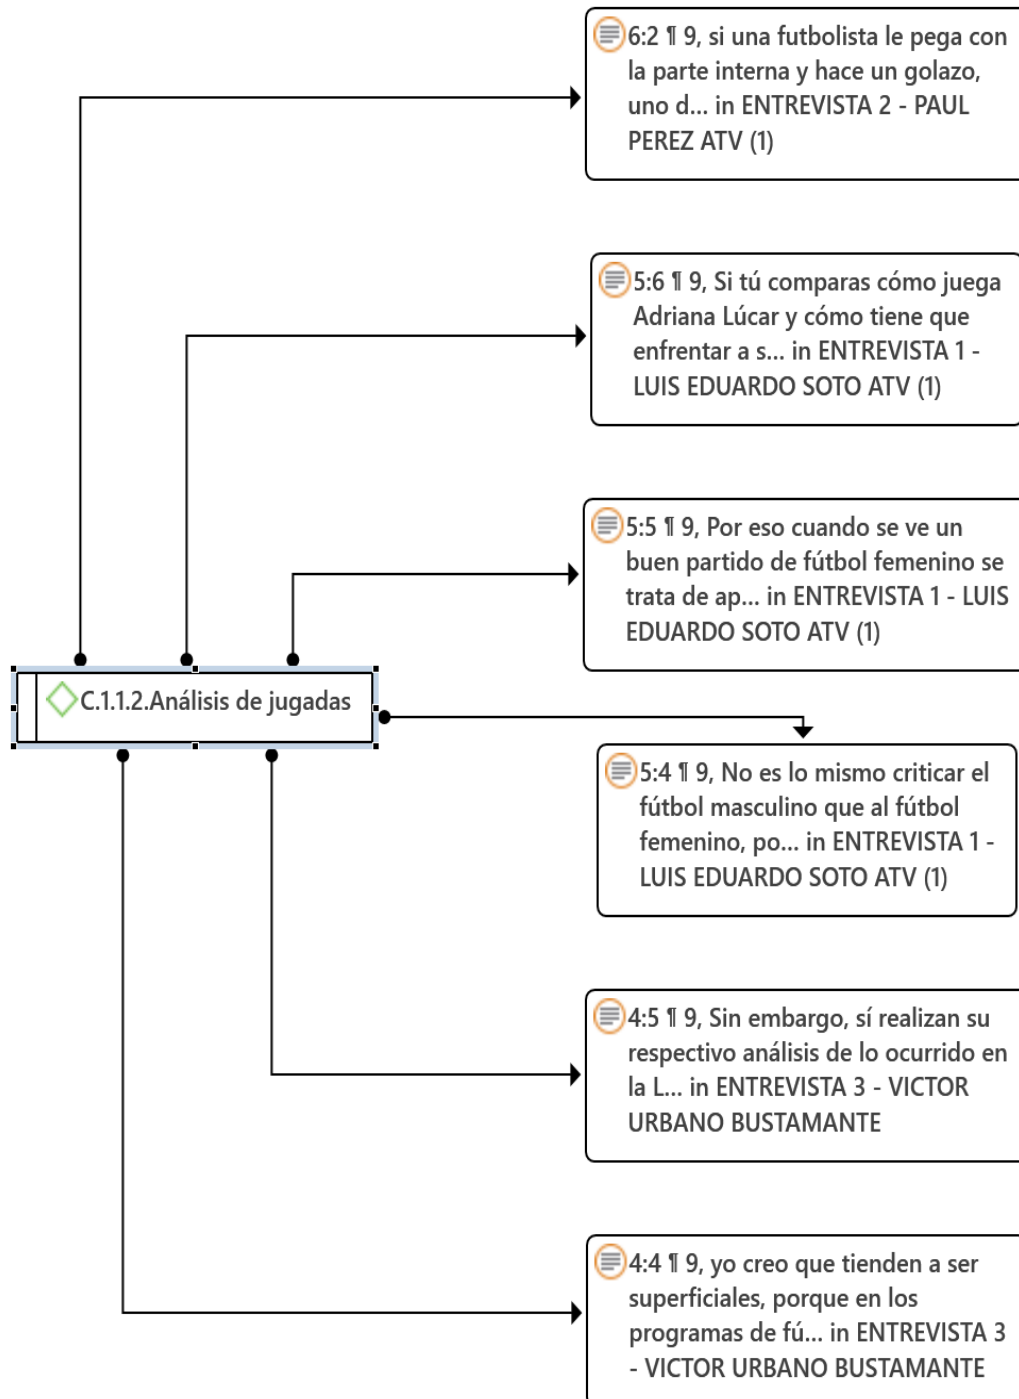 6:2 ¶ 9, si una futbolista le pega con
la parte interna y hace un golazo,
uno d... in ENTREVISTA 2 - PAUL
PEREZ ATV (1)
5:6 ¶ 9, Si tú comparas cómo juega
Adriana Lúcar y cómo tiene que
enfrentar a s... in ENTREVISTA 1 -
LUIS EDUARDO SOTO ATV (1)
5:5 ¶ 9, Por eso cuando se ve un
buen partido de fútbol femenino se
trata de ap... in ENTREVISTA 1 - LUIS
EDUARDO SOTO ATV (1)
C.1.1.2.Análisis de jugadas
5:4 ¶ 9, No es lo mismo criticar el
fútbol masculino que al fútbol
femenino, po... in ENTREVISTA 1 -
LUIS EDUARDO SOTO ATV (1)
4:5 ¶ 9, Sin embargo, sí realizan su
respectivo análisis de lo ocurrido en
la L... in ENTREVISTA 3 - VICTOR
URBANO BUSTAMANTE
4:4 ¶ 9, yo creo que tienden a ser
superficiales, porque en los
programas de fú... in ENTREVISTA 3
- VICTOR URBANO BUSTAMANTE